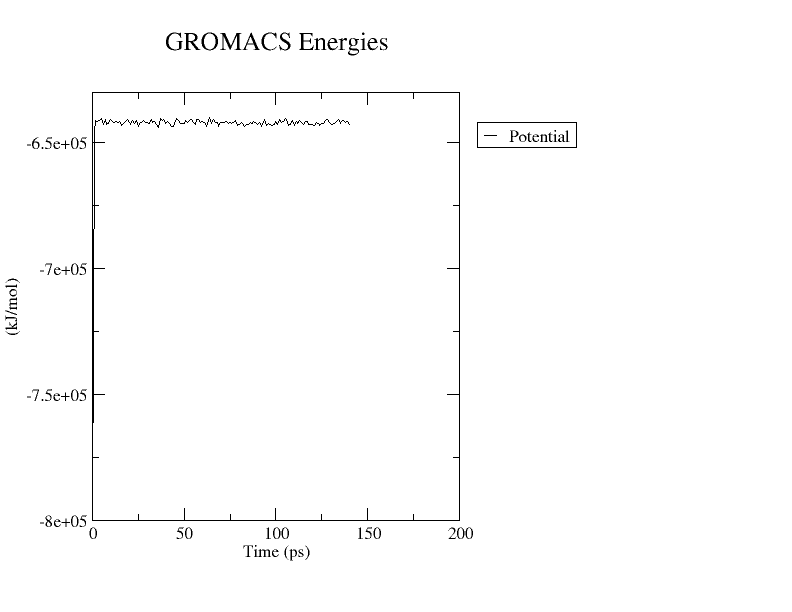 GROMACS Energies
Potential
-6.5e+05
-7e+05
-7.5e+05
-8e+05
(kJ/mol)
0 50 100 150 200
Time (ps)